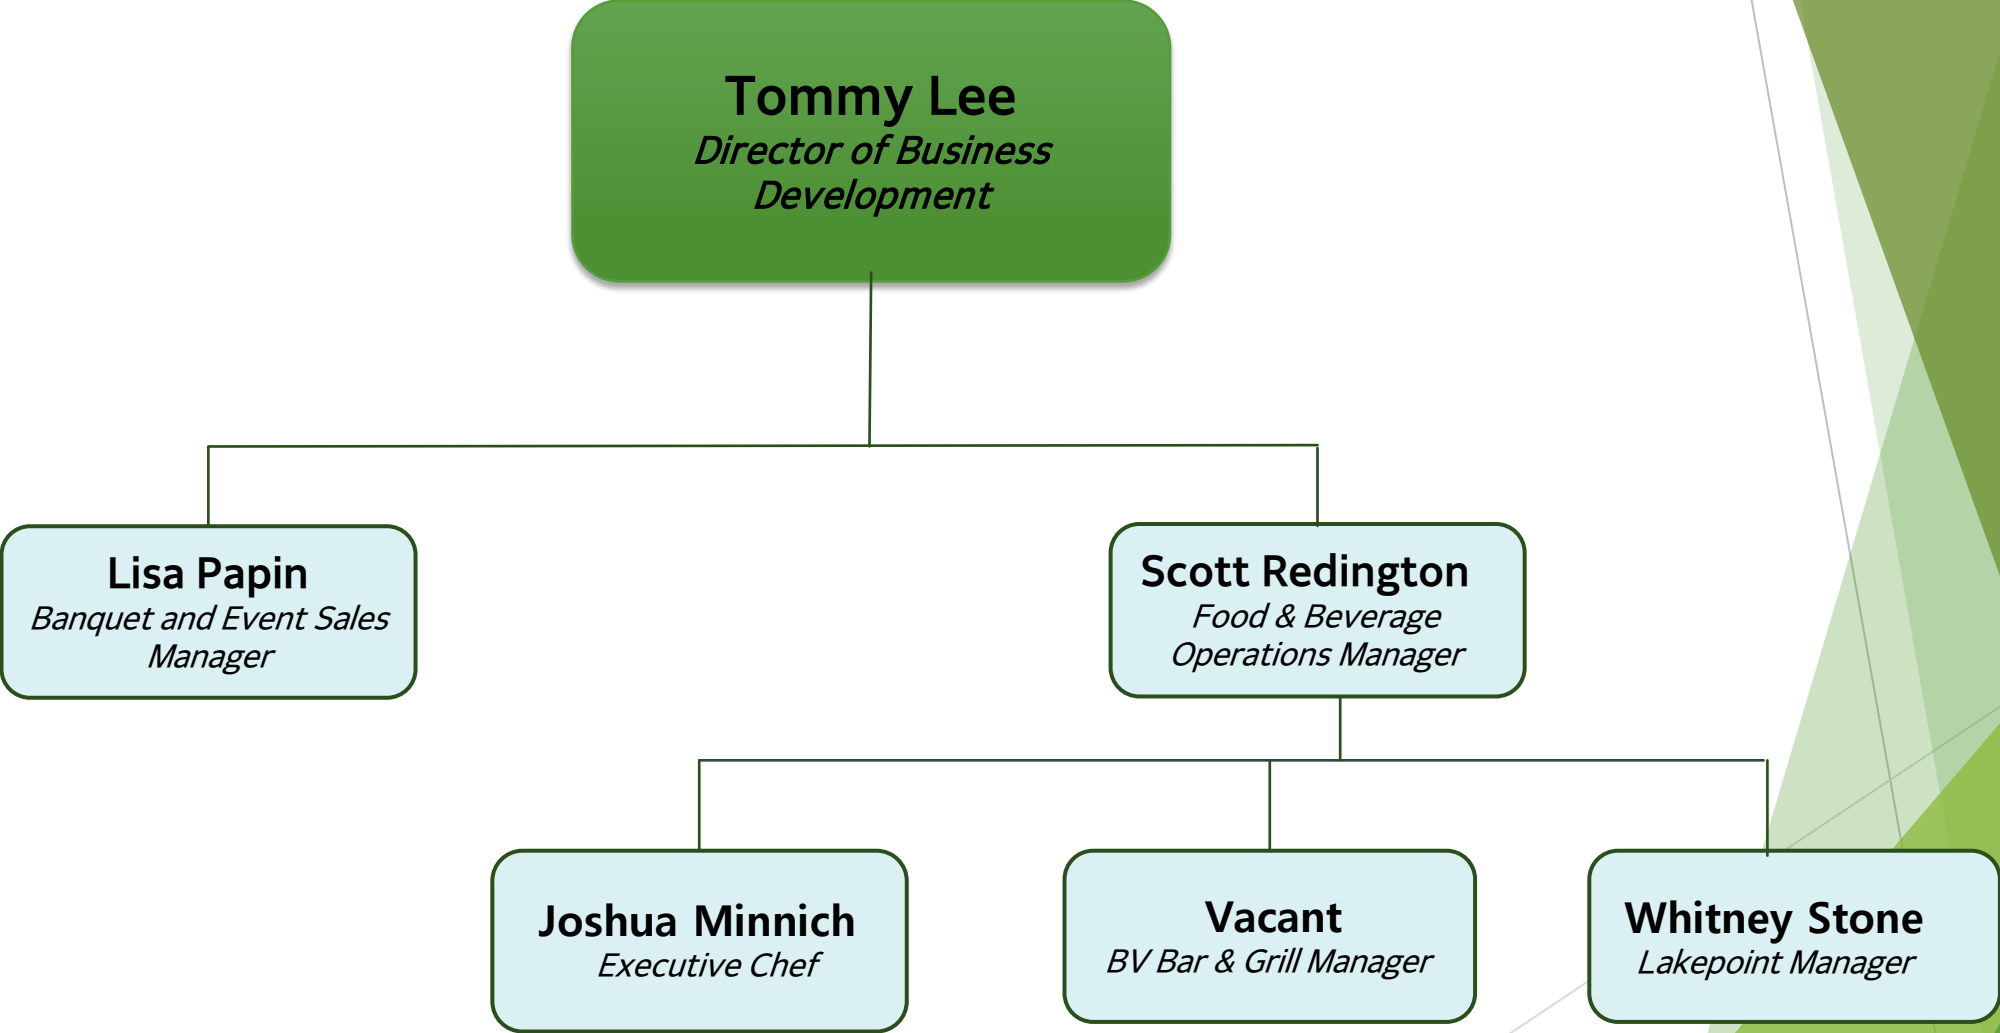 Tommy Lee
Director of Business
Development
Lisa Papin
Banquet and Event Sales
Manager
Scott Redington
Food & Beverage
Operations Manager
Joshua Minnich
Executive Chef
Vacant
BV Bar & Grill Manager
Whitney Stone
Lakepoint Manager